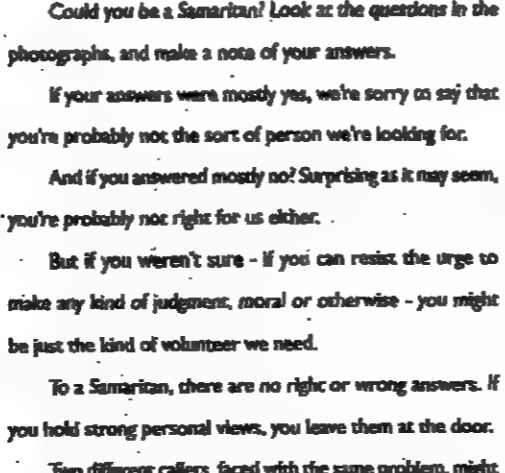 Could you be a Samaritan? Look at the questions in the
photographs, and make a note of your answers.
If your answers were mostly yes, we're sorry to say that
you're probably not the sort of person we're looking for.
And if you answered mostly no? Surprising as it may seem,
you're probably not right for us either.
But if you weren't sure - if you can resist the urge to
make any kind of judgment, moral or otherwise - you might
be just the kind of volunteer we need.
To a Samaritan, there are no right or wrong answers. If
you hold strong personal views, you leave them at the door.
Two different callers, faced with the same problem, might